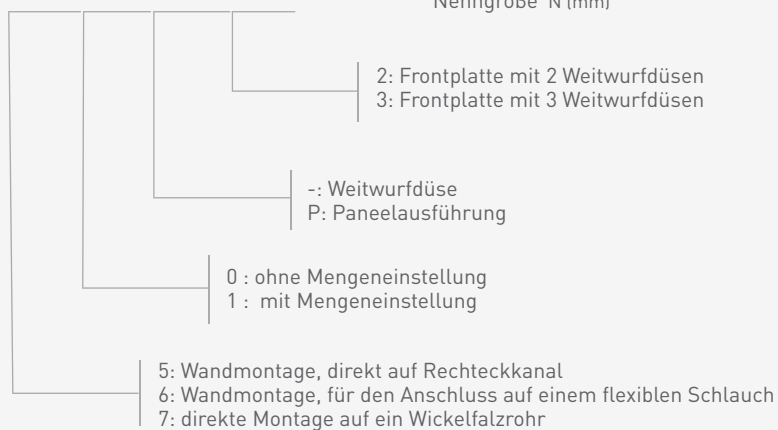 Nenngröße N (mm)
2: Frontplatte mit 2 Weitwurfdüsen
3: Frontplatte mit 3 Weitwurfdüsen
-: Weitwurfdüse
P: Paneelausführung
0 : ohne Mengeneinstellung
1 : mit Mengeneinstellung
5: Wandmontage, direkt auf Rechteckkanal
6: Wandmontage, für den Anschluss auf einem flexiblen Schlauch
7: direkte Montage auf ein Wickelfalzrohr